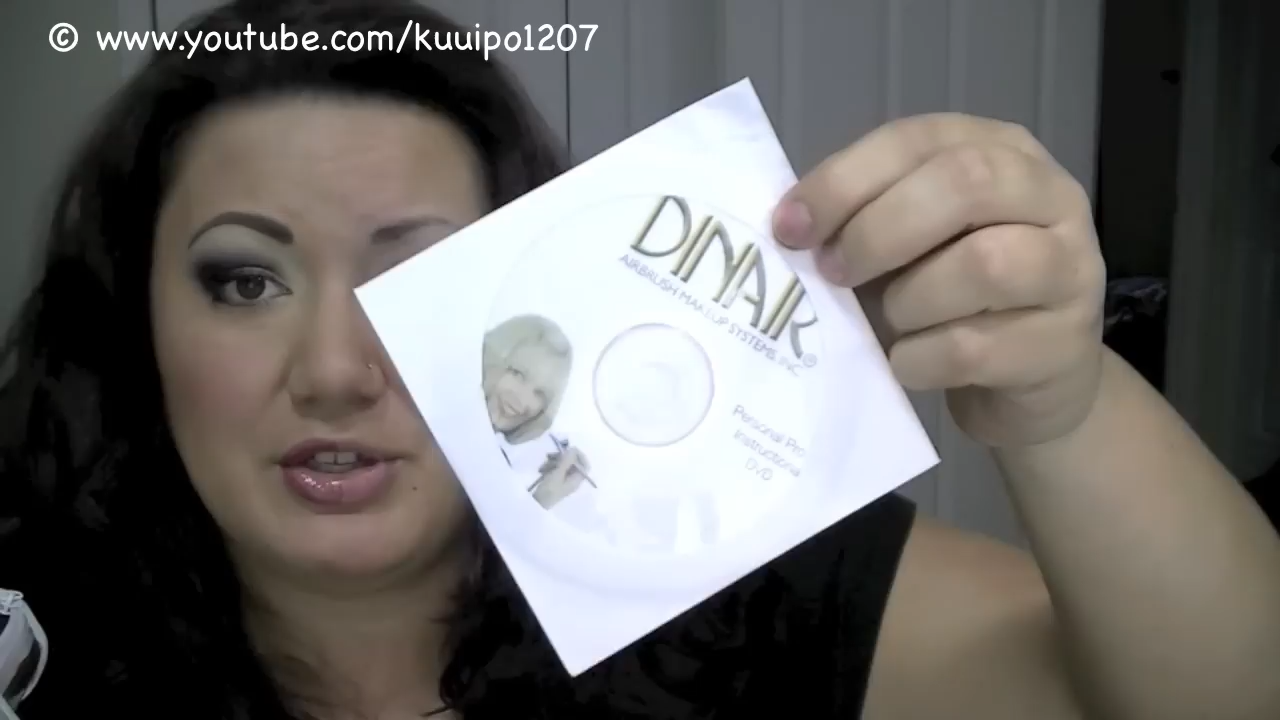 © www.youtube.com/kuuipo1207
DINAIR®
AIRBRUSH MAKEUP SYSTEMS, INC.
Personal Pro
Instructional
DVD